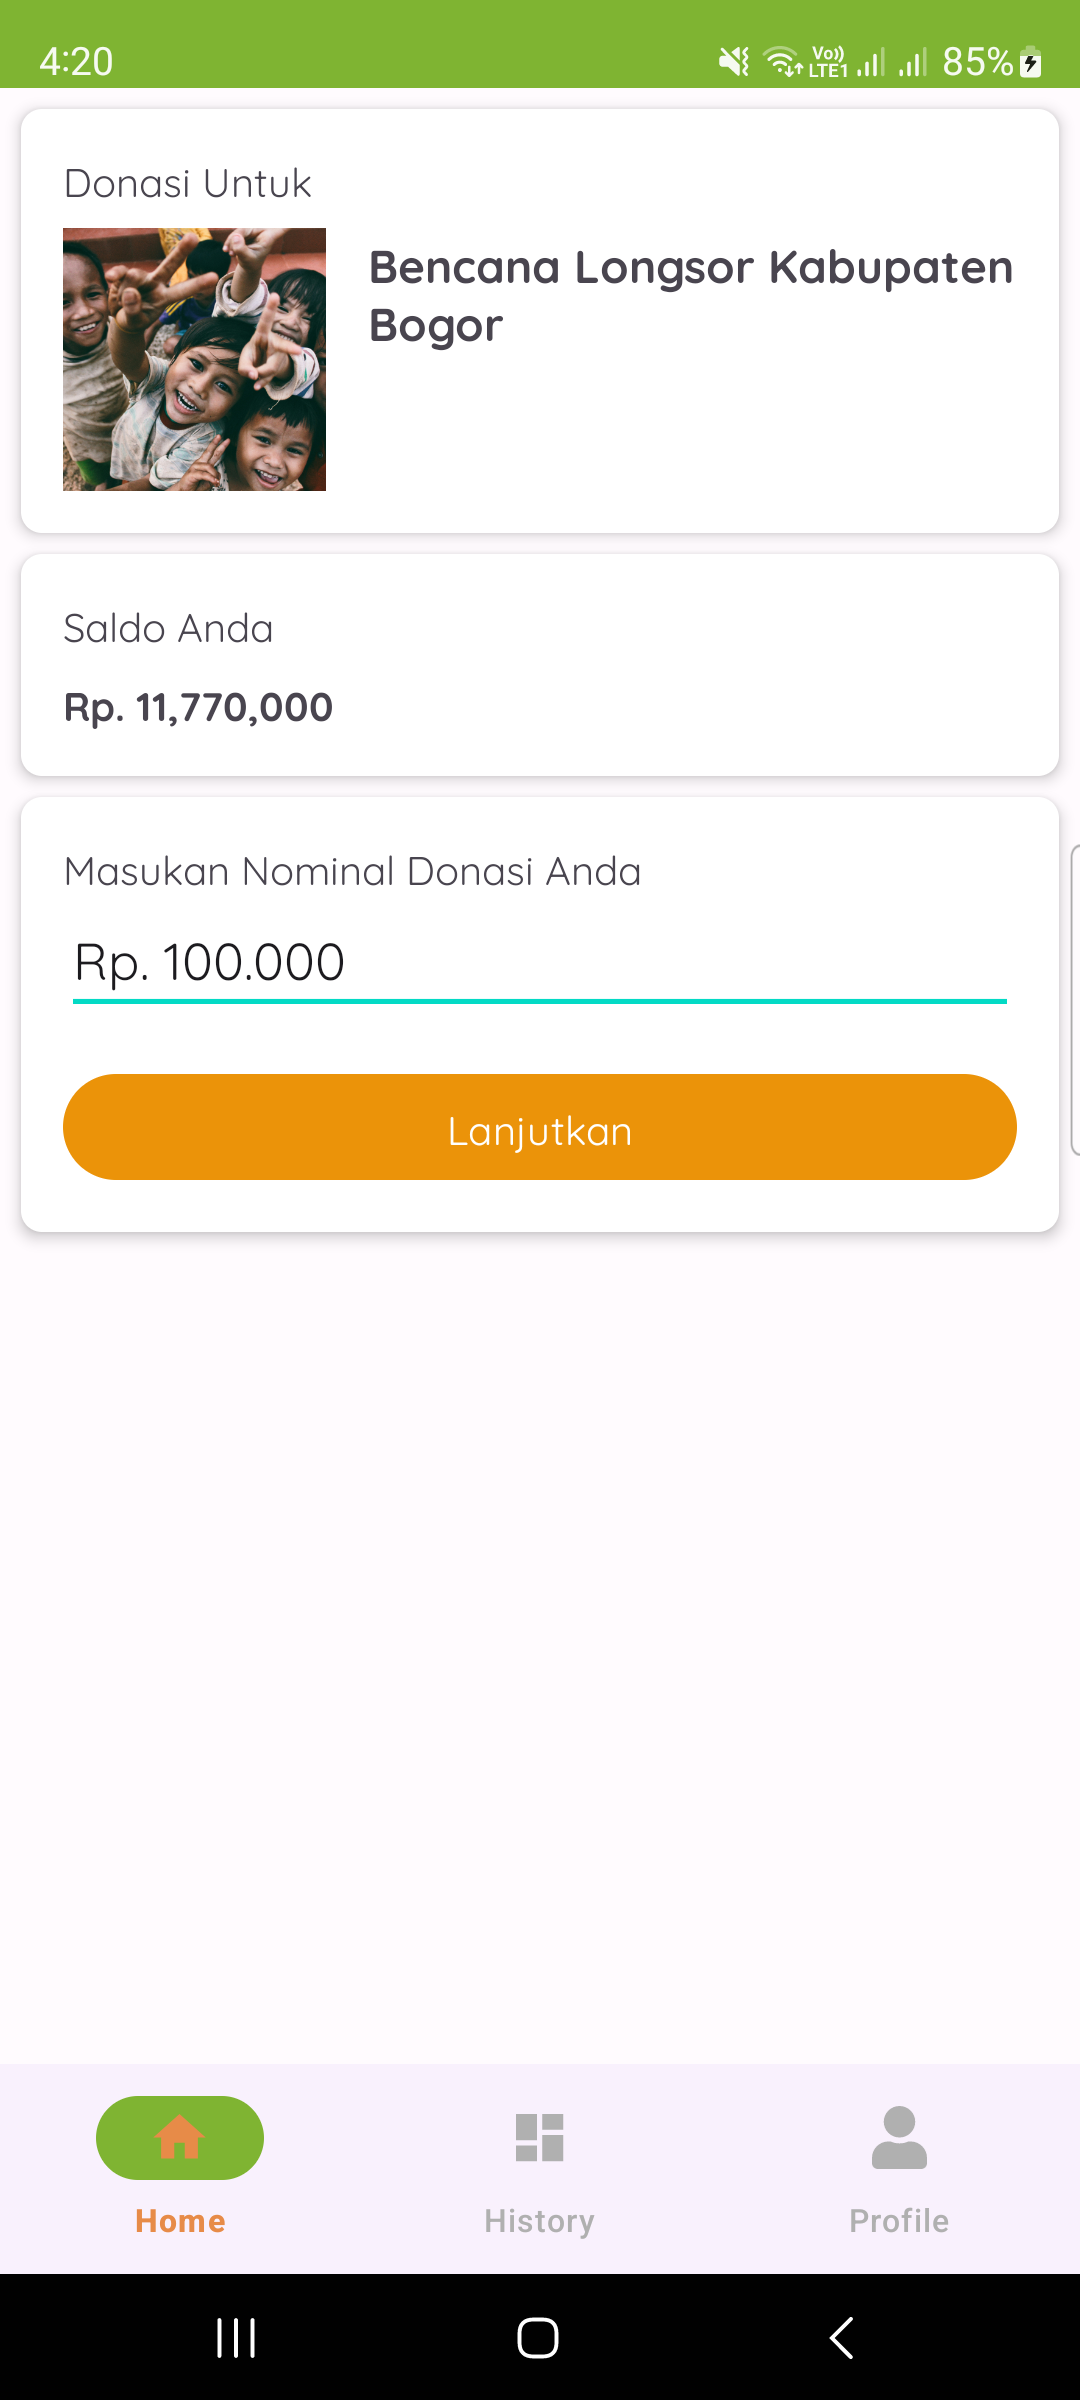 4:20
Vo))
LTE1
85%
Donasi Untuk
Bencana Longsor Kabupaten
Bogor
Saldo Anda
Rp. 11,770,000
Masukan Nominal Donasi Anda
Rp. 100.000
Lanjutkan
Home
History
Profile